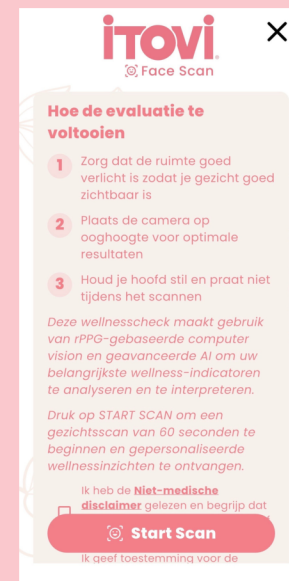 iTOVi
Face Scan
Hoe de evaluatie te
voltooien
1 Zorg dat de ruimte goed
verlicht is zodat je gezicht goed
zichtbaar is
2 Plaats de camera op
ooghoogte voor optimale
resultaten
3 Houd je hoofd stil en praat niet
tijdens het scannen
Deze wellnesscheck maakt gebruik
van rPPG-gebaseerde computer
vision en geavanceerde AI om uw
belangrijkste wellness-indicatoren
te analyseren en te interpreteren.
Druk op START SCAN om een
gezichtsscan van 60 seconden te
beginnen en gepersonaliseerde
wellnessinzichten te ontvangen.
Ik heb de Niet-medische
disclaimer gelezen en begrijp dat
Start Scan
Ik geef toestemming voor de